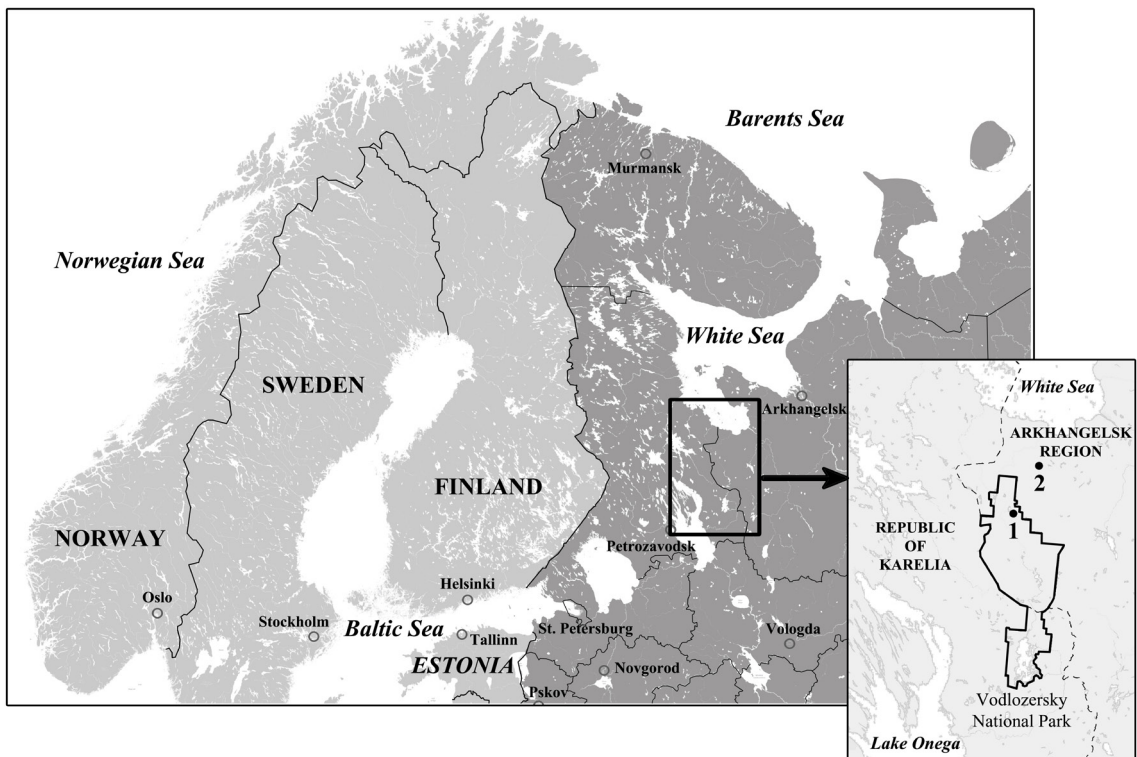 Barents Sea
Murmansk
Norwegian Sea
White Sea
SWEDEN
Arkhangelsk
FINLAND
NORWAY
Petrozavodsk
Helsinki
Oslo
Stockholm
Baltic Sea
Tallinn
St. Petersburg
Vologda
ESTONIA
Novgorod
Pskov
White Sea
ARKHANGELSK
REGION
2
1
REPUBLIC
OF
KARELIA
Vodlozersky
National Park
Lake Onega